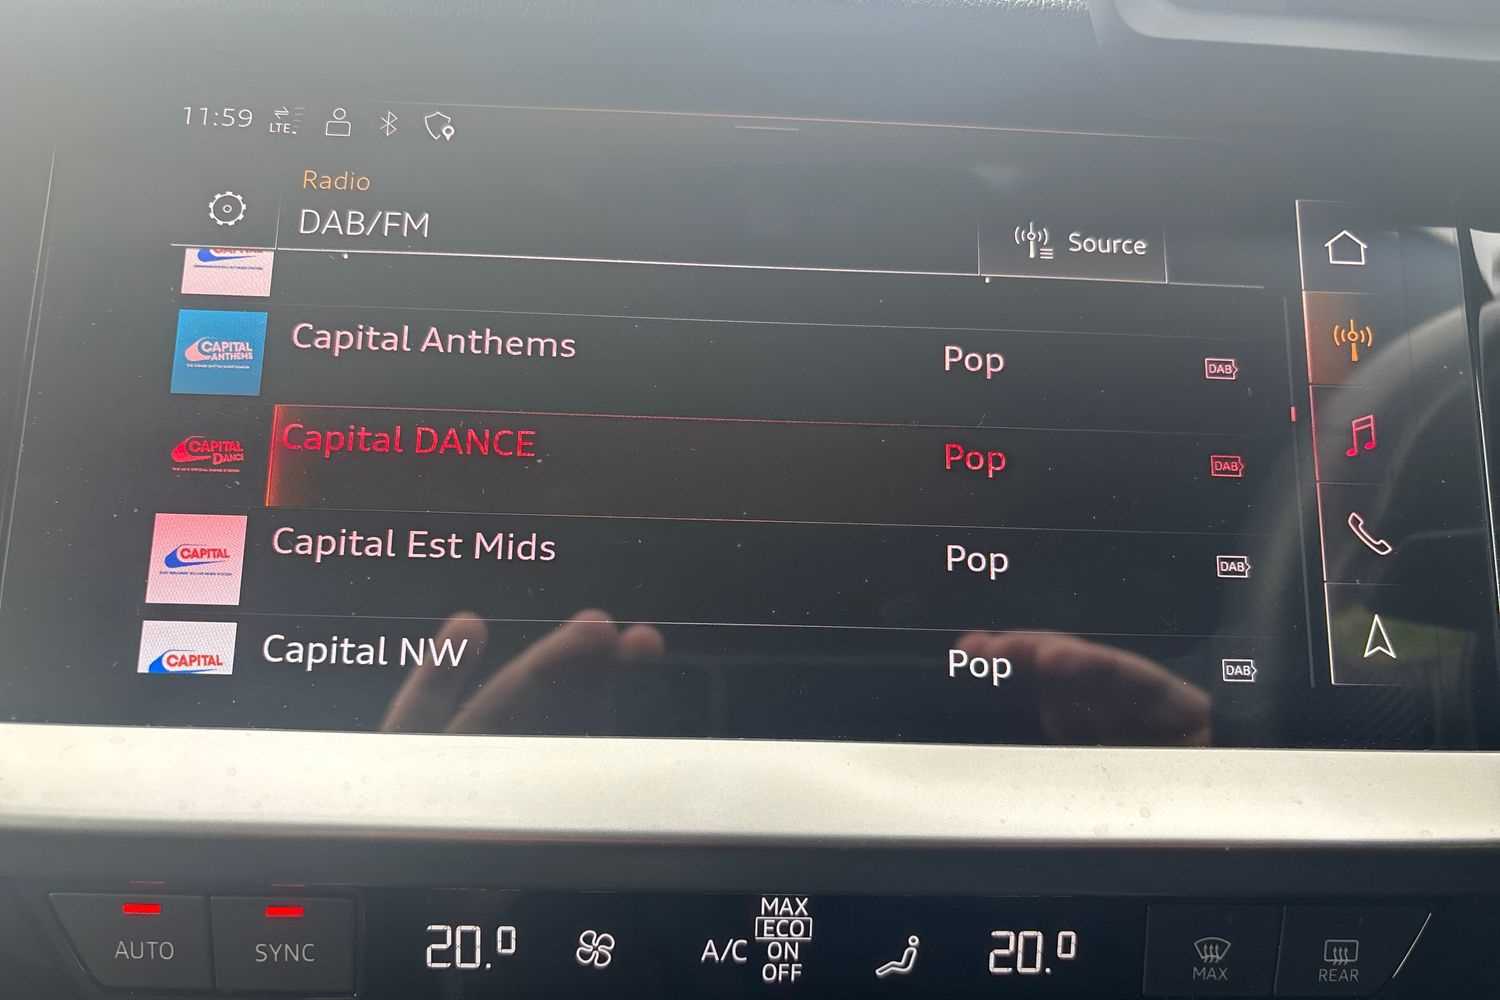 11:59
LTE
Radio
DAB/FM
Source
CAPITAL
ANTHEMS
Capital Anthems
Pop
DAB
CAPITAL
DANCE
Capital DANCE
Pop
DAB
CAPITAL
Capital Est Mids
Pop
DAB
CAPITAL
Capital NW
Pop
DAB
AUTO
SYNC
20.0
A/C
MAX
ECO
ON
OFF
20.0
MAX
REAR